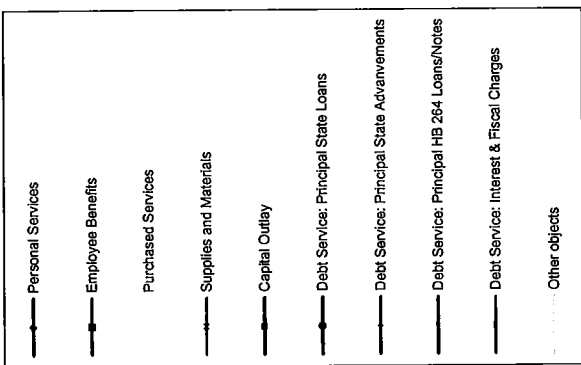 Personal Services
Employee Benefits
Purchased Services
Supplies and Materials
Capital Outlay
Debt Service: Principal State Loans
Debt Service: Principal State Advanvements
Debt Service: Principal HB 264 Loans/Notes
Debt Service: Interest & Fiscal Charges
Other objects